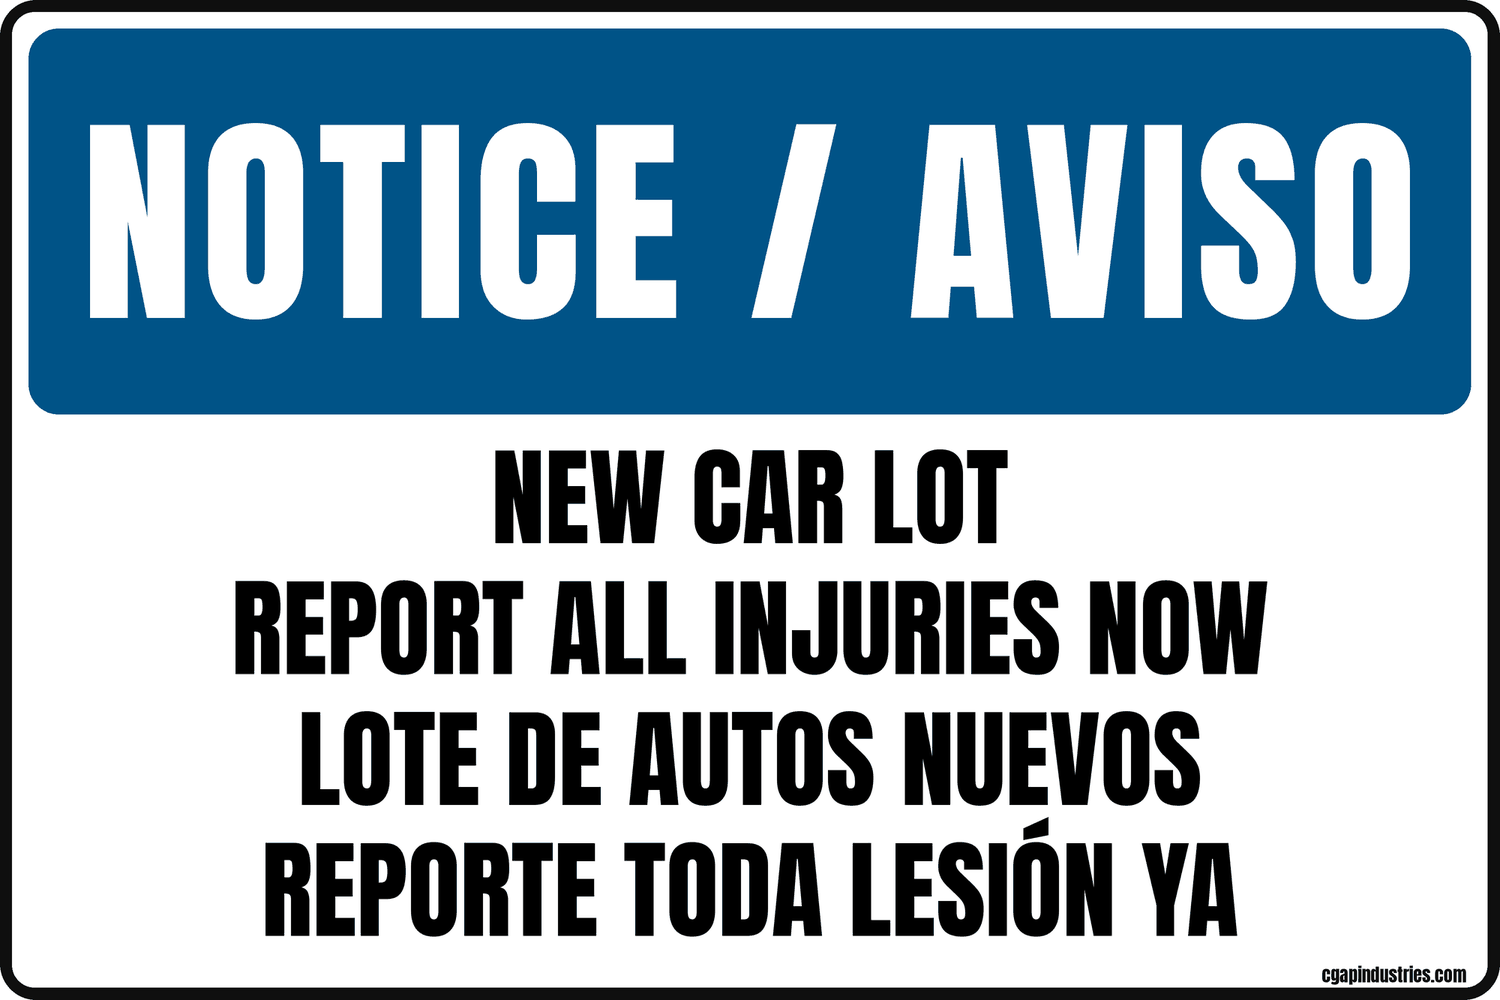 NOTICE / AVISO
NEW CAR LOT
REPORT ALL INJURIES NOW
LOTE DE AUTOS NUEVOS
REPORTE TODA LESIÓN YA
cgapindustries.com